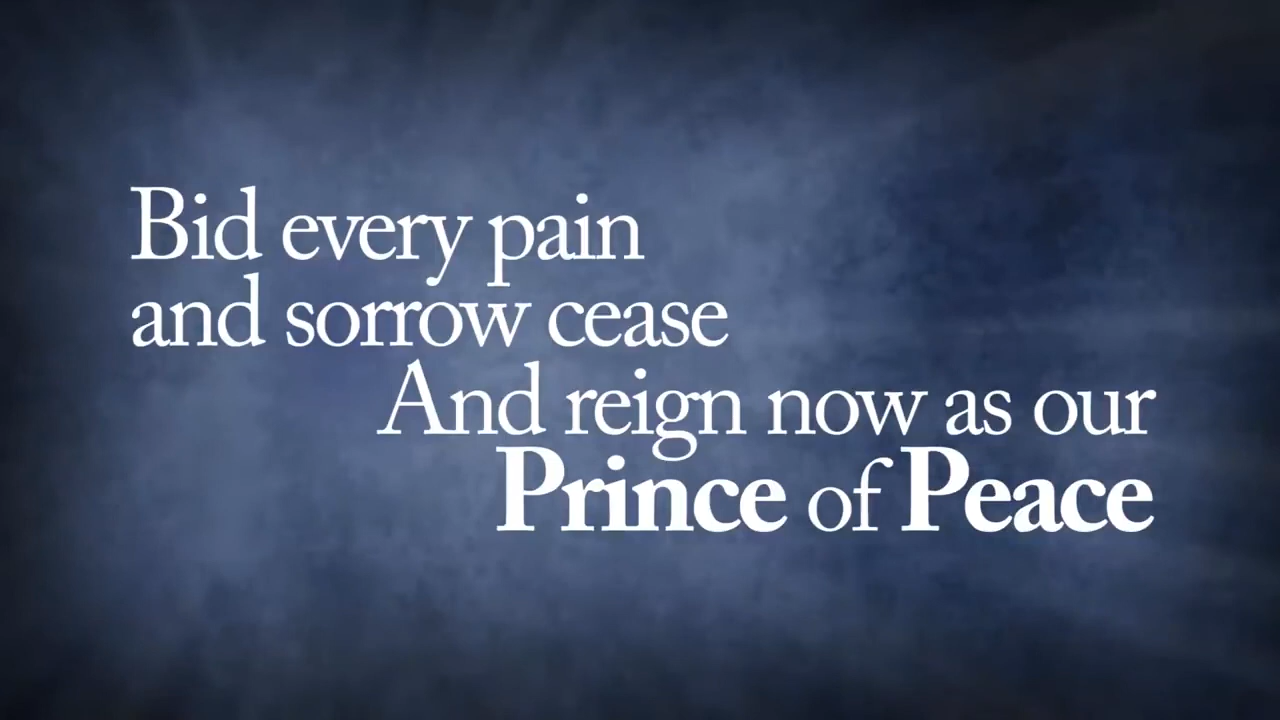 Bid every pain
and sorrow cease
And reign now as our
Prince of Peace